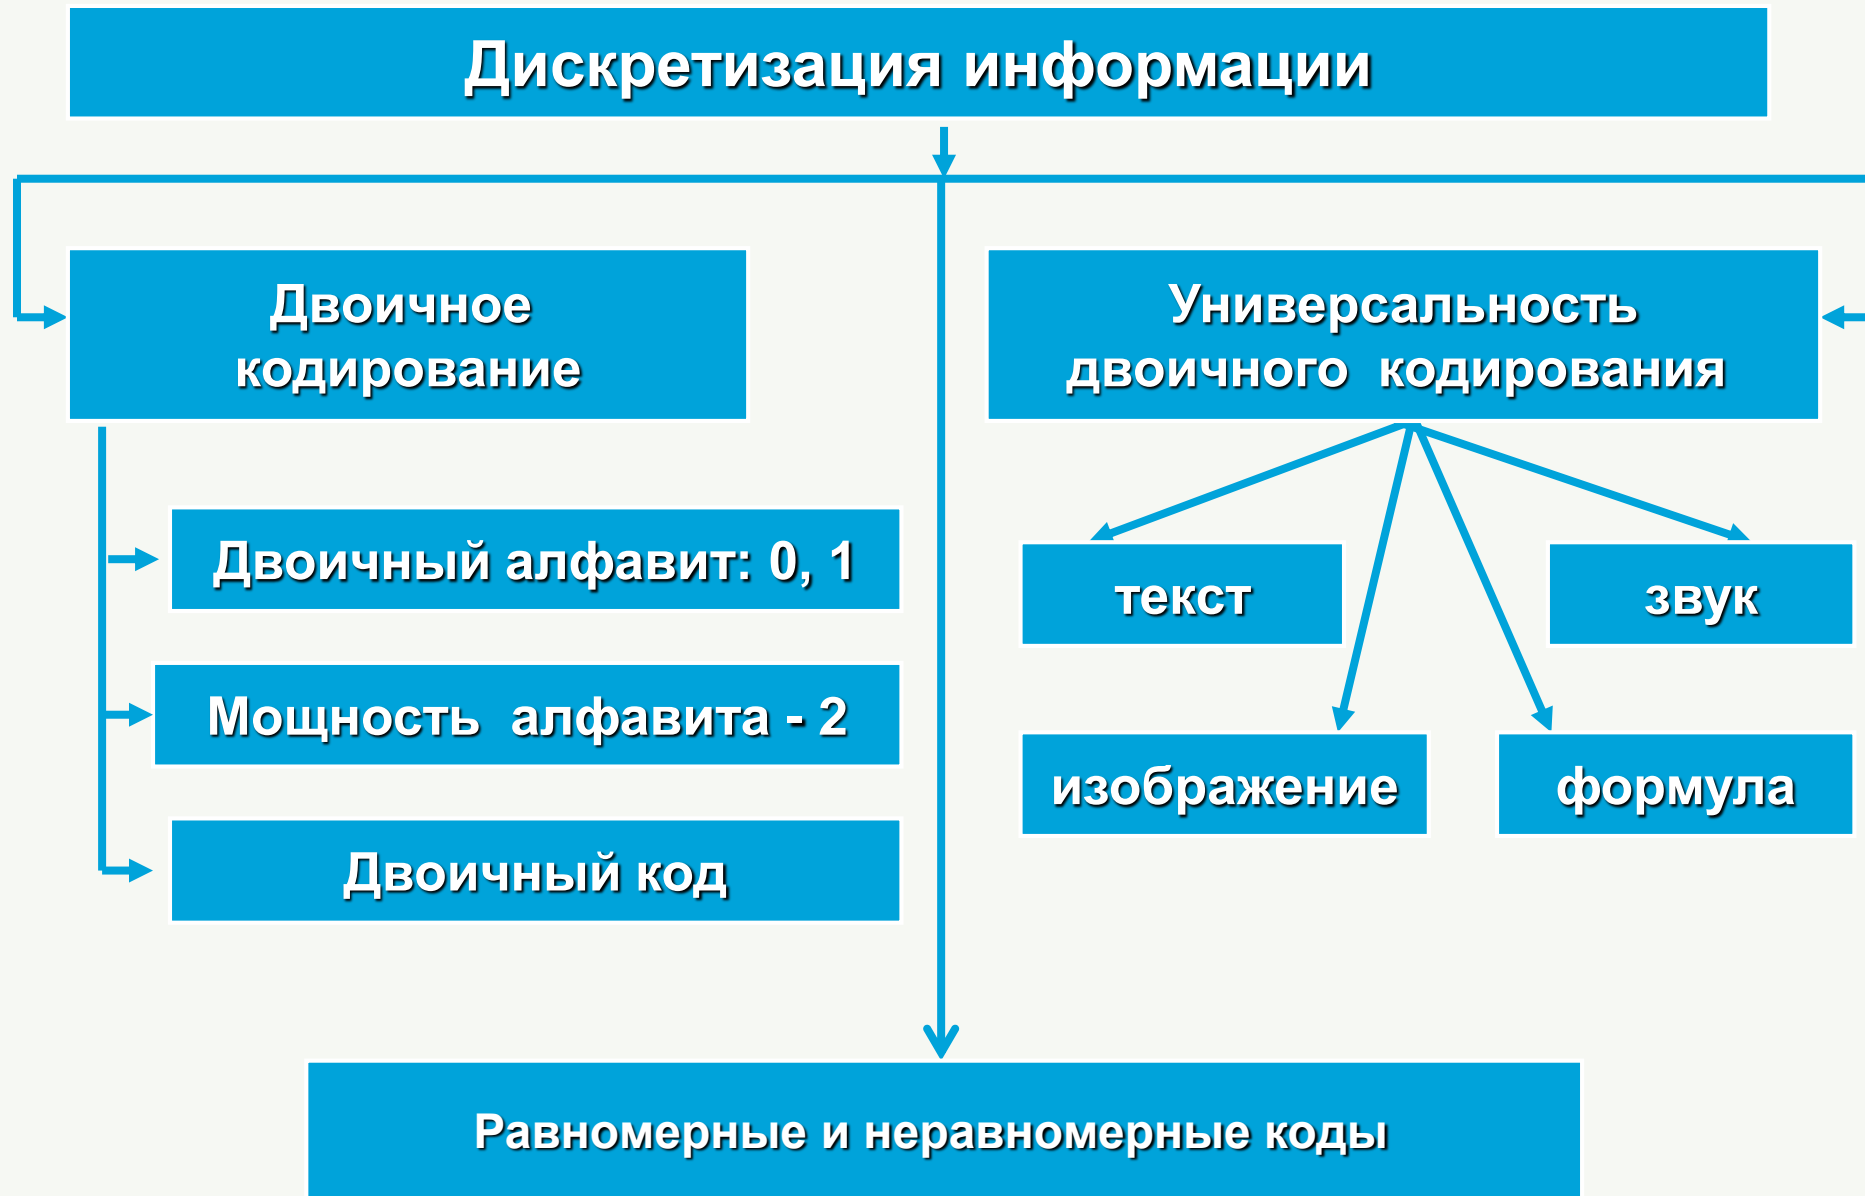 Дискретизация информации
Двоичное
кодирование
Универсальность
двоичного кодирования
Двоичный алфавит: 0, 1
Мощность алфавита - 2
Двоичный код
текст
звук
изображение
формула
Равномерные и неравномерные коды